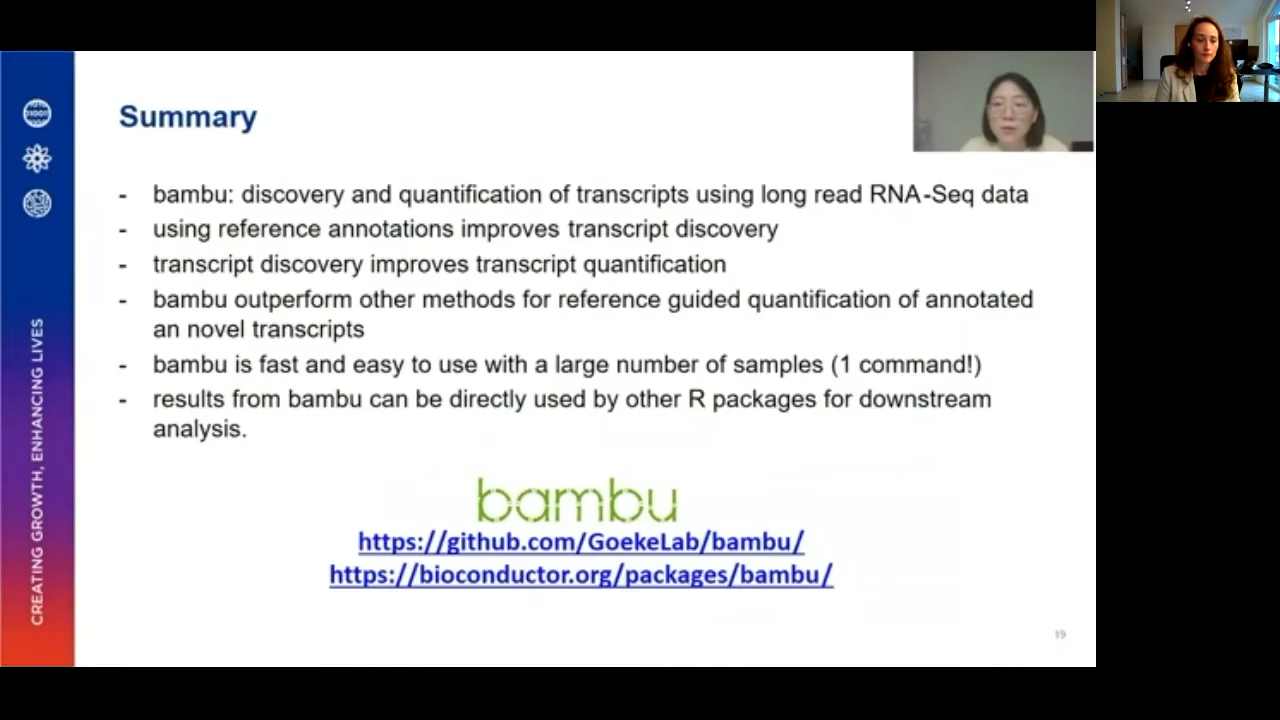 Summary
- bambu: discovery and quantification of transcripts using long read RNA-Seq data
- using reference annotations improves transcript discovery
- transcript discovery improves transcript quantification
- bambu outperform other methods for reference guided quantification of annotated
an novel transcripts
- bambu is fast and easy to use with a large number of samples (1 command!)
- results from bambu can be directly used by other R packages for downstream
analysis.
bambu
https://github.com/GoekeLab/bambu/
https://bioconductor.org/packages/bambu/
19
CREATING GROWTH, ENHANCING LIVES